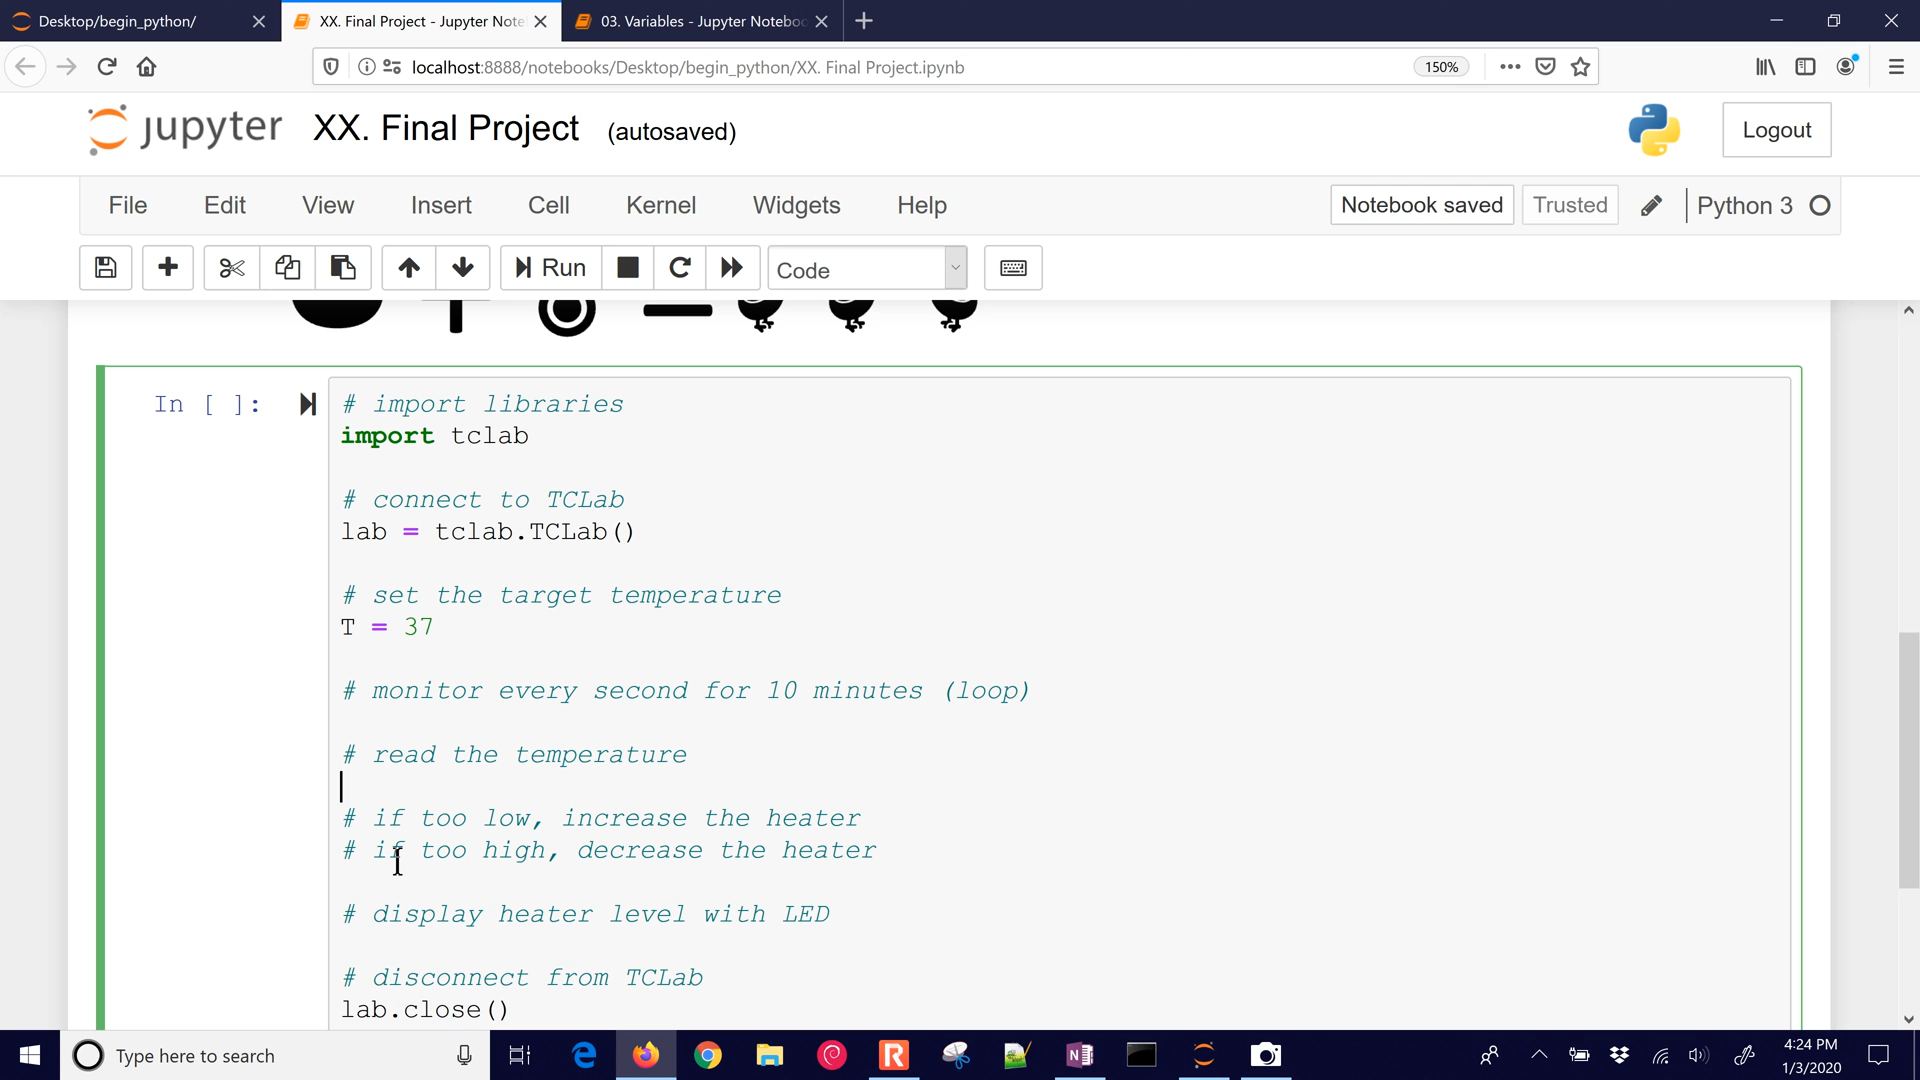 Desktop/begin_python/
XX. Final Project - Jupyter Note
03. Variables - Jupyter Noteboo
localhost:8888/notebooks/Desktop/begin_python/XX. Final Project.ipynb
150%
jupyter XX. Final Project (autosaved)
Logout
File Edit View Insert Cell Kernel Widgets Help
Notebook saved Trusted Python 3
Run
Code
In [ ]:
# import libraries
import tclab
# connect to TCLab
lab = tclab.TCLab()
# set the target temperature
T = 37
# monitor every second for 10 minutes (loop)
# read the temperature
# if too low, increase the heater
# if too high, decrease the heater
# display heater level with LED
# disconnect from TCLab
lab.close()
Type here to search
4:24 PM
1/3/2020